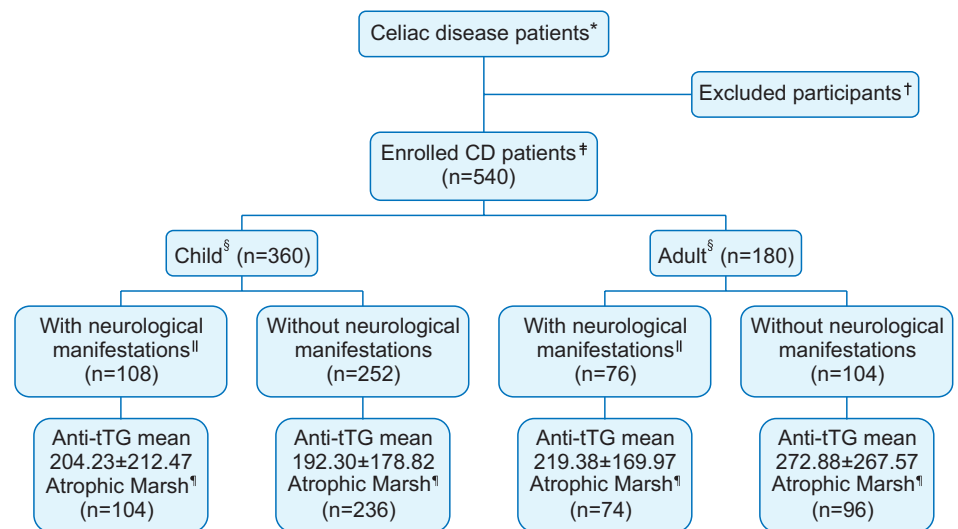 Celiac disease patients*
Excluded participants†
Enrolled CD patients‡
(n=540)
Child§ (n=360)
Adult§ (n=180)
With neurological
manifestations||
(n=108)
Without neurological
manifestations
(n=252)
With neurological
manifestations||
(n=76)
Without neurological
manifestations
(n=104)
Anti-tTG mean
204.23±212.47
Atrophic Marsh¶
(n=104)
Anti-tTG mean
192.30±178.82
Atrophic Marsh¶
(n=236)
Anti-tTG mean
219.38±169.97
Atrophic Marsh¶
(n=74)
Anti-tTG mean
272.88±267.57
Atrophic Marsh¶
(n=96)